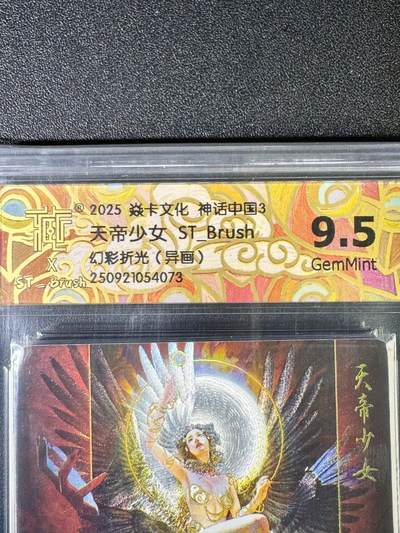 ® 2025 焱卡文化 神话中国3
天帝少女 ST_Brush
幻彩折光（异画）
250921054073
9.5
GemMint
X
ST_Brush
天帝少女